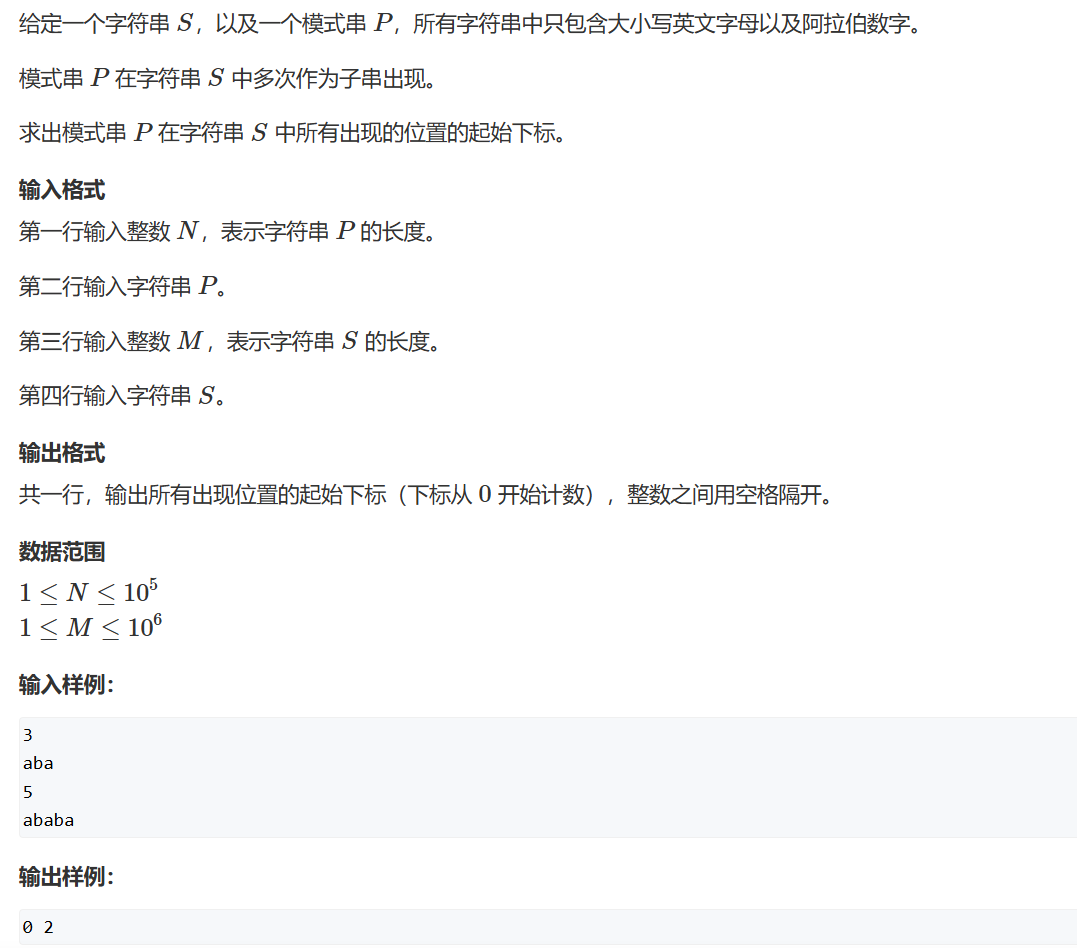 给定一个字符串 S，以及一个模式串 P，所有字符串中只包含大小写英文字母以及阿拉伯数字。
模式串 P 在字符串 S 中多次作为子串出现。
求出模式串 P 在字符串 S 中所有出现的位置的起始下标。
输入格式
第一行输入整数 N，表示字符串 P 的长度。
第二行输入字符串 P。
第三行输入整数 M，表示字符串 S 的长度。
第四行输入字符串 S。
输出格式
共一行，输出所有出现位置的起始下标（下标从 0 开始计数），整数之间用空格隔开。
数据范围
1 ≤ N ≤ 10⁵
1 ≤ M ≤ 10⁶
输入样例：
3
aba
5
ababa
输出样例：
0 2